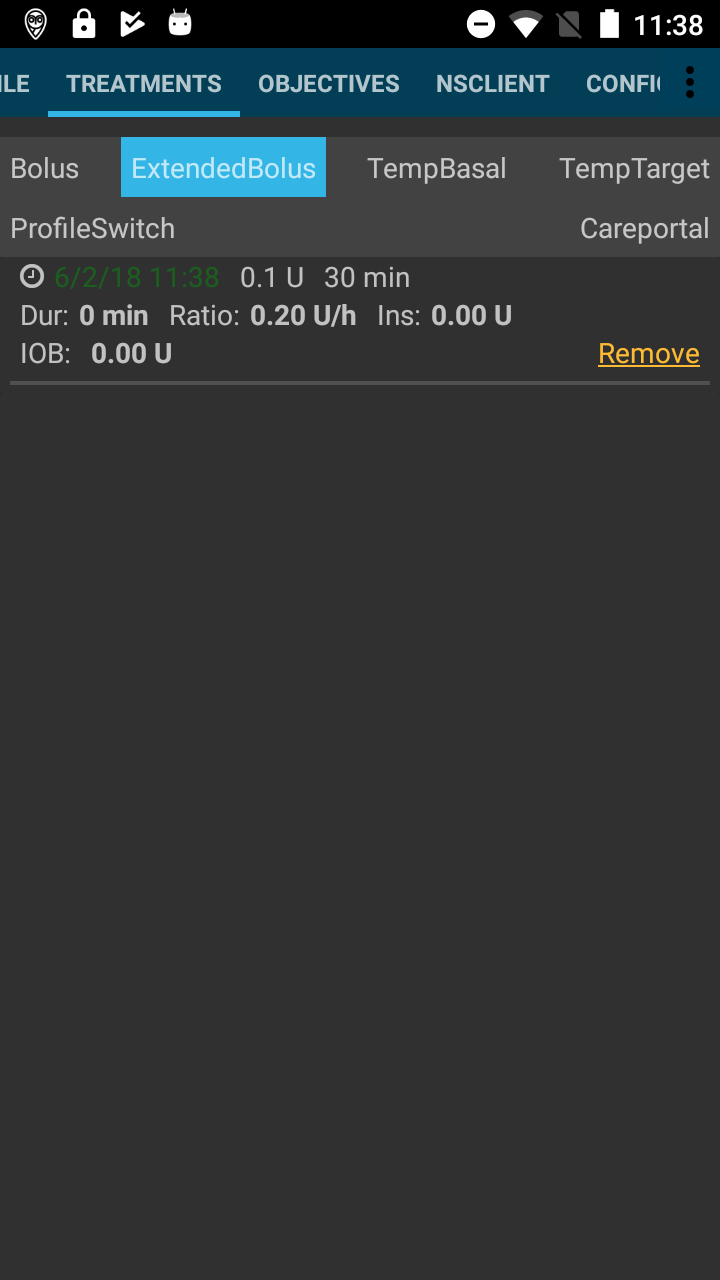 11:38
ILE TREATMENTS OBJECTIVES NSCLIENT CONFIG
Bolus ExtendedBolus TempBasal TempTarget
ProfileSwitch Careportal
6/2/18 11:38 0.1 U 30 min
Dur: 0 min Ratio: 0.20 U/h Ins: 0.00 U
IOB: 0.00 U Remove